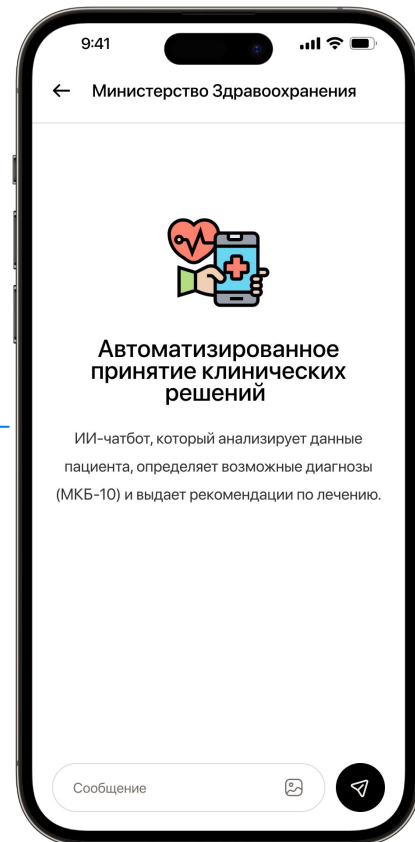 9:41
Министерство Здравоохранения
Автоматизированное
принятие клинических
решений
ИИ-чатбот, который анализирует данные
пациента, определяет возможные диагнозы
(МКБ-10) и выдает рекомендации по лечению.
Сообщение